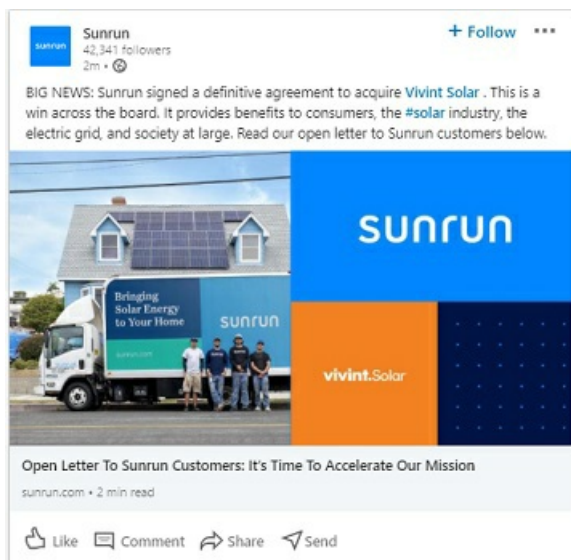 Sunrun
+ Follow
42,341 followers
2m •
BIG NEWS: Sunrun signed a definitive agreement to acquire Vivint Solar . This is a
win across the board. It provides benefits to consumers, the #solar industry, the
electric grid, and society at large. Read our open letter to Sunrun customers below.
sunrun
Bringing
Solar Energy
to Your Home
sunrun
sunrun.com
sunrun
vivint.Solar
Open Letter To Sunrun Customers: It's Time To Accelerate Our Mission
sunrun.com • 2 min read
Like
Comment
Share
Send